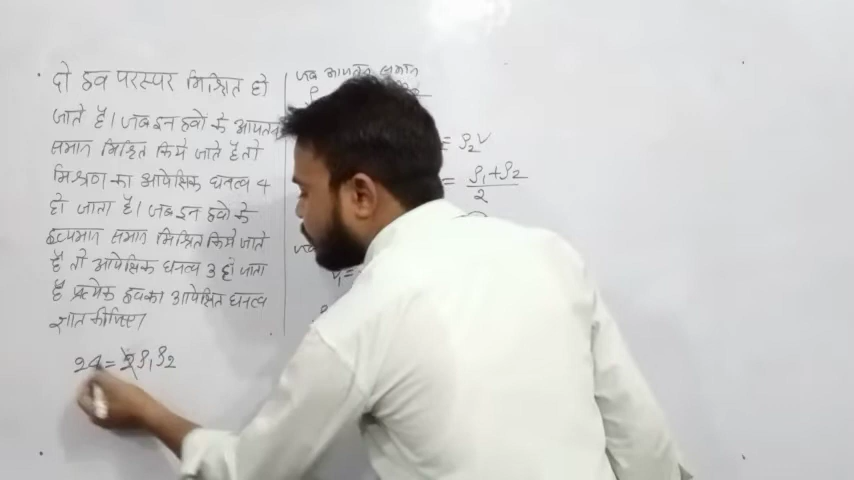 दो द्रव परस्पर मिश्रित हो
जाते है। जब इन द्रवों के आयतन
समान मिश्रित किये जाते है तो
मिश्रण का आपेक्षिक घनत्व 4
हो जाता है। जब इन द्रवों के
द्रव्यमान समान मिश्रित किये जाते
है तो आपेक्षिक घनत्व 3 हो जाता
है प्रत्येक द्रव का आपेक्षित घनत्व
ज्ञात कीजिए।
24 = 2ρ₁ρ₂
जब आयतन समान
= ρ₂V
= ρ₁+ρ₂ / 2